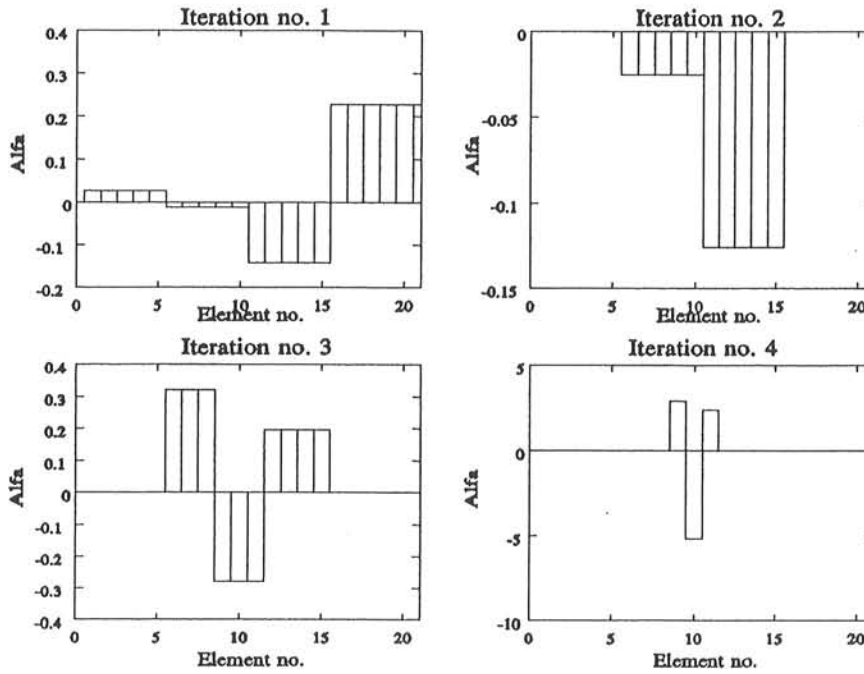 Iteration no. 1
0.4
0.3
0.2
0.1
0
-0.1
-0.2
Alfa
0 5 10 15 20
Element no.
Iteration no. 2
0
-0.05
-0.1
-0.15
Alfa
0 5 10 15 20
Element no.
Iteration no. 3
0.4
0.3
0.2
0.1
0
-0.1
-0.2
-0.3
-0.4
Alfa
0 5 10 15 20
Element no.
Iteration no. 4
5
0
-5
-10
Alfa
0 5 10 15 20
Element no.